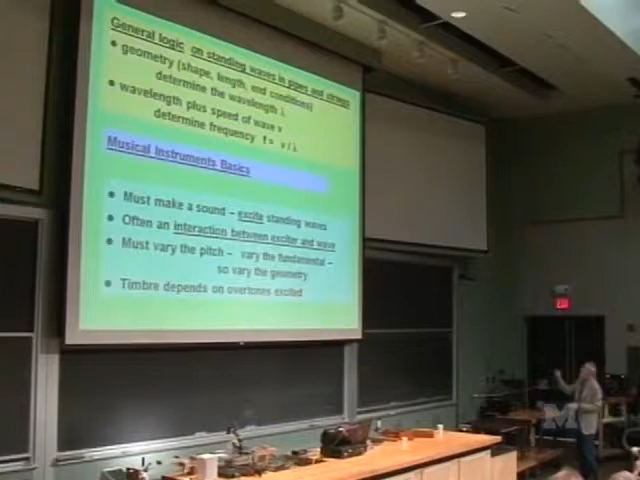 General logic on standing waves in pipes and strings
• geometry (shape, length, end conditions)
determine the wavelength λ
• wavelength plus speed of wave v
determine frequency f = v / λ
Musical Instruments Basics
• Must make a sound – excite standing waves
• Often an interaction between exciter and wave
• Must vary the pitch – vary the fundamental –
so vary the geometry
• Timbre depends on overtones excited
M